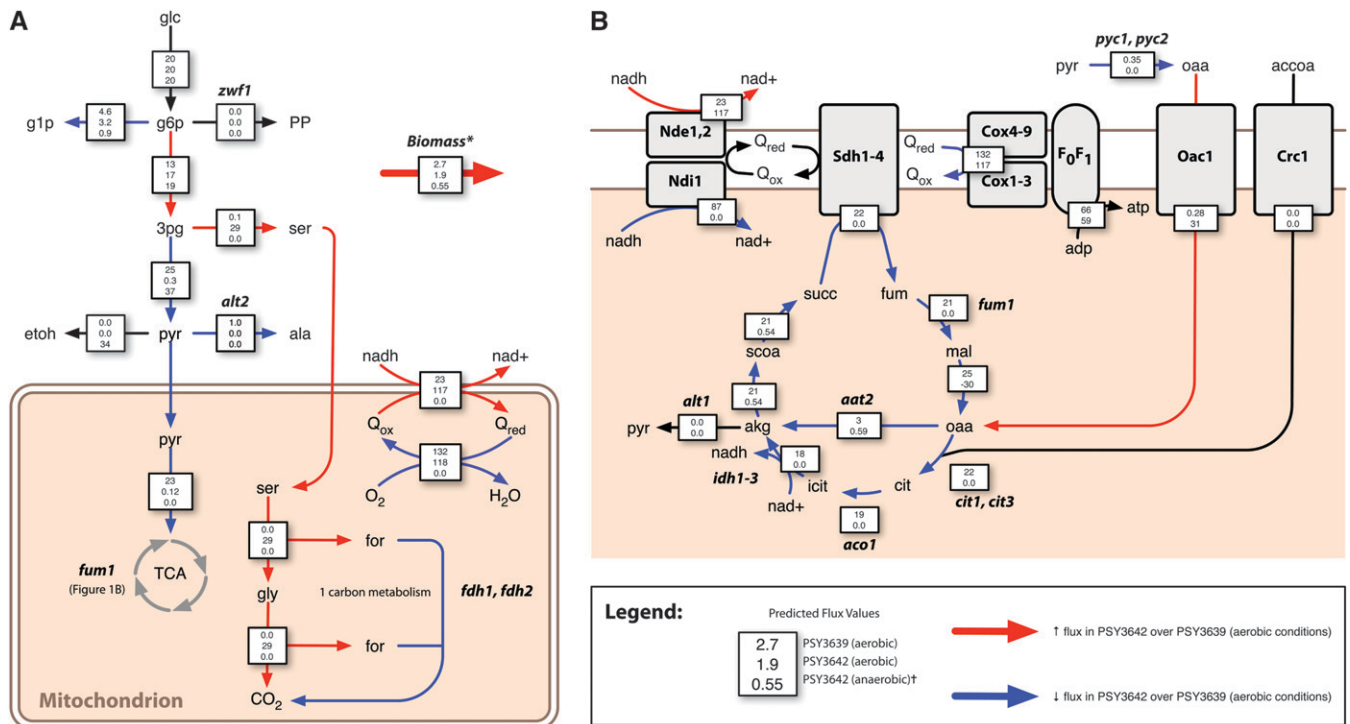 A
glc
20
20
20
zwf1
g1p
4.6
3.2
0.9
g6p
0.0
0.0
0.0
PP
13
17
19
Biomass*
2.7
1.9
0.55
3pg
0.1
29
0.0
ser
25
0.3
37
alt2
etoh
0.0
0.0
34
pyr
1.0
0.0
0.0
ala
nadh
23
117
0.0
nad+
pyr
Qox
Qred
132
118
0.0
O2
H2O
23
0.12
0.0
ser
fum1
(Figure 1B)
TCA
0.0
29
0.0
for
gly
1 carbon metabolism
fdh1, fdh2
0.0
29
0.0
for
CO2
Mitochondrion
B
pyc1, pyc2
pyr
0.35
0.0
oaa
accoa
nadh
nad+
23
117
Nde1,2
Ndi1
Qred
Qox
Sdh1-4
Qred
Qox
Cox4-9
132
117
Cox1-3
F0F1
Oac1
Crc1
87
0.0
nadh
nad+
22
0.0
66
59
atp
adp
0.28
31
0.0
0.0
succ
fum
21
0.0
fum1
21
0.54
scoa
mal
25
-30
21
0.54
alt1
pyr
0.0
0.0
akg
aat2
3
0.59
oaa
nadh
18
0.0
idh1-3
nad+
icit
cit
22
0.0
cit1, cit3
19
0.0
aco1
Legend:
Predicted Flux Values
2.7 PSY3639 (aerobic)
1.9 PSY3642 (aerobic)
0.55 PSY3642 (anaerobic)†
↑ flux in PSY3642 over PSY3639 (aerobic conditions)
↓ flux in PSY3642 over PSY3639 (aerobic conditions)